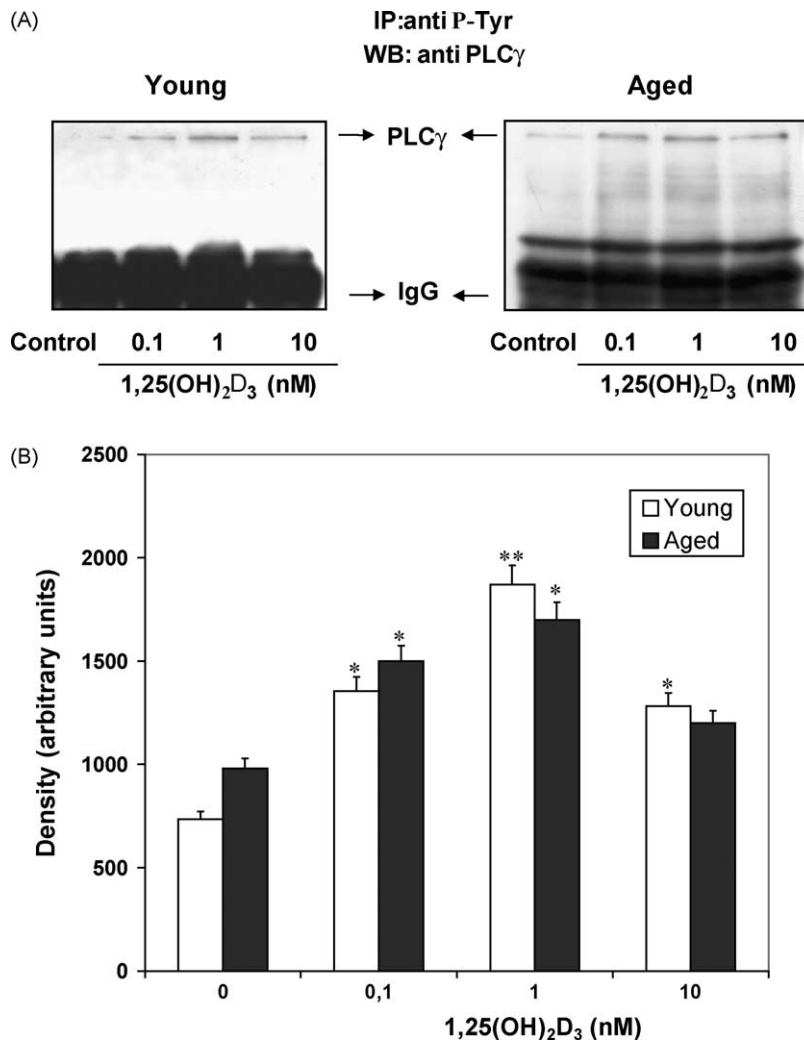 (A)
IP:anti P-Tyr
WB: anti PLCγ
Young
Aged
PLCγ
IgG
Control 0.1 1 10
1,25(OH)₂D₃ (nM)
Control 0.1 1 10
1,25(OH)₂D₃ (nM)
(B)
2500
2000
1500
1000
500
0
Density (arbitrary units)
Young
Aged
* * ** * *
0 0,1 1 10
1,25(OH)₂D₃ (nM)